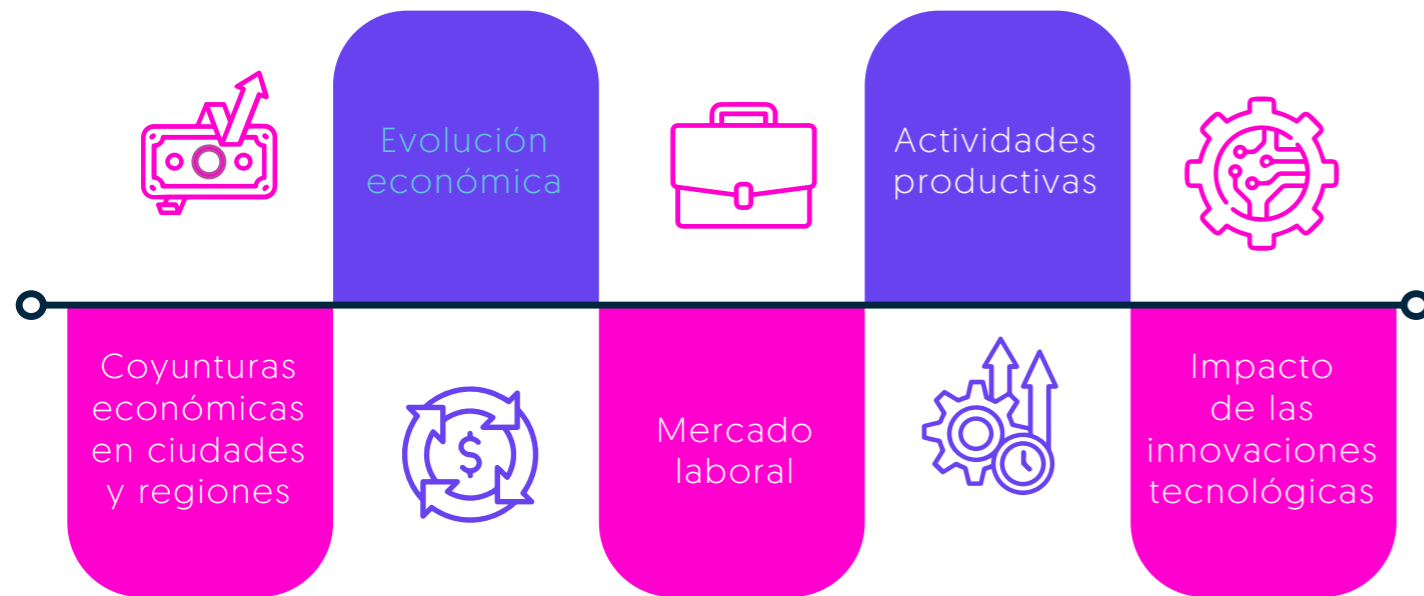 Coyunturas
económicas
en ciudades
y regiones
Evolución
económica
$
Mercado
laboral
Actividades
productivas
Impacto
de las
innovaciones
tecnológicas